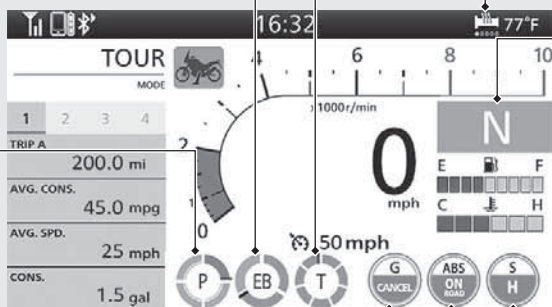 16:32
77°F
TOUR
MODE
1 2 3 4
TRIP A
200.0 mi
AVG. CONS.
45.0 mpg
AVG. SPD.
25 mph
CONS.
1.5 gal
0 1 2 4 6 8 10
x1000r/min
0
mph
50 mph
N
E F
C H
P
EB
T
G
CANCEL
ABS
ON
ROAD
S
H